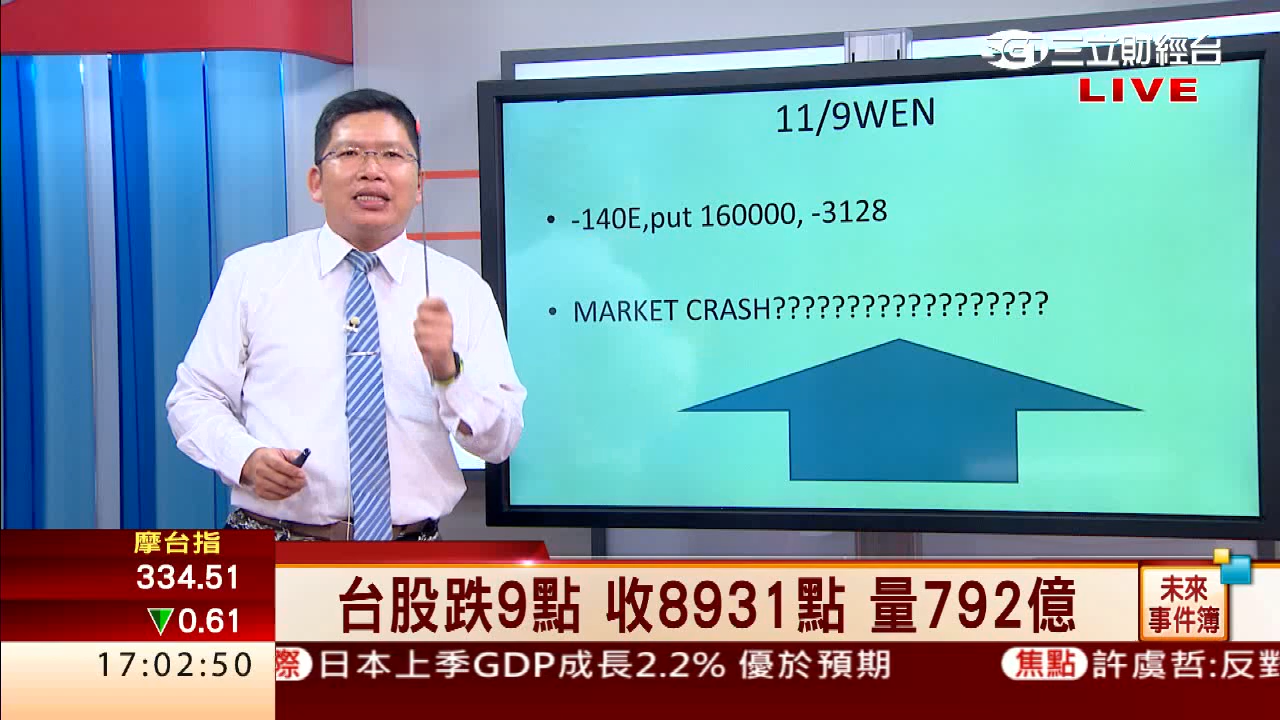 三立財經台
LIVE
11/9WEN
• -140E,put 160000, -3128
• MARKET CRASH??????????????????
摩台指
334.51
▼0.61
台股跌9點 收8931點 量792億
未來
事件簿
17:02:50
際 日本上季GDP成長2.2% 優於預期
焦點 許虞哲:反對